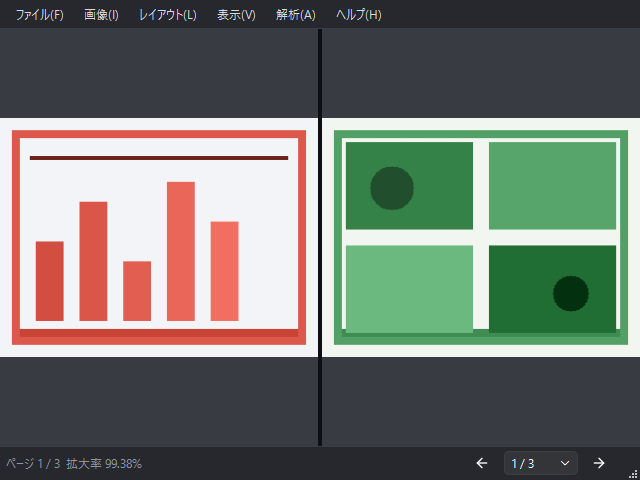 ファイル(F) 画像(I) レイアウト(L) 表示(V) 解析(A) ヘルプ(H)
ページ 1 / 3 拡大率 99.38%
1 / 3